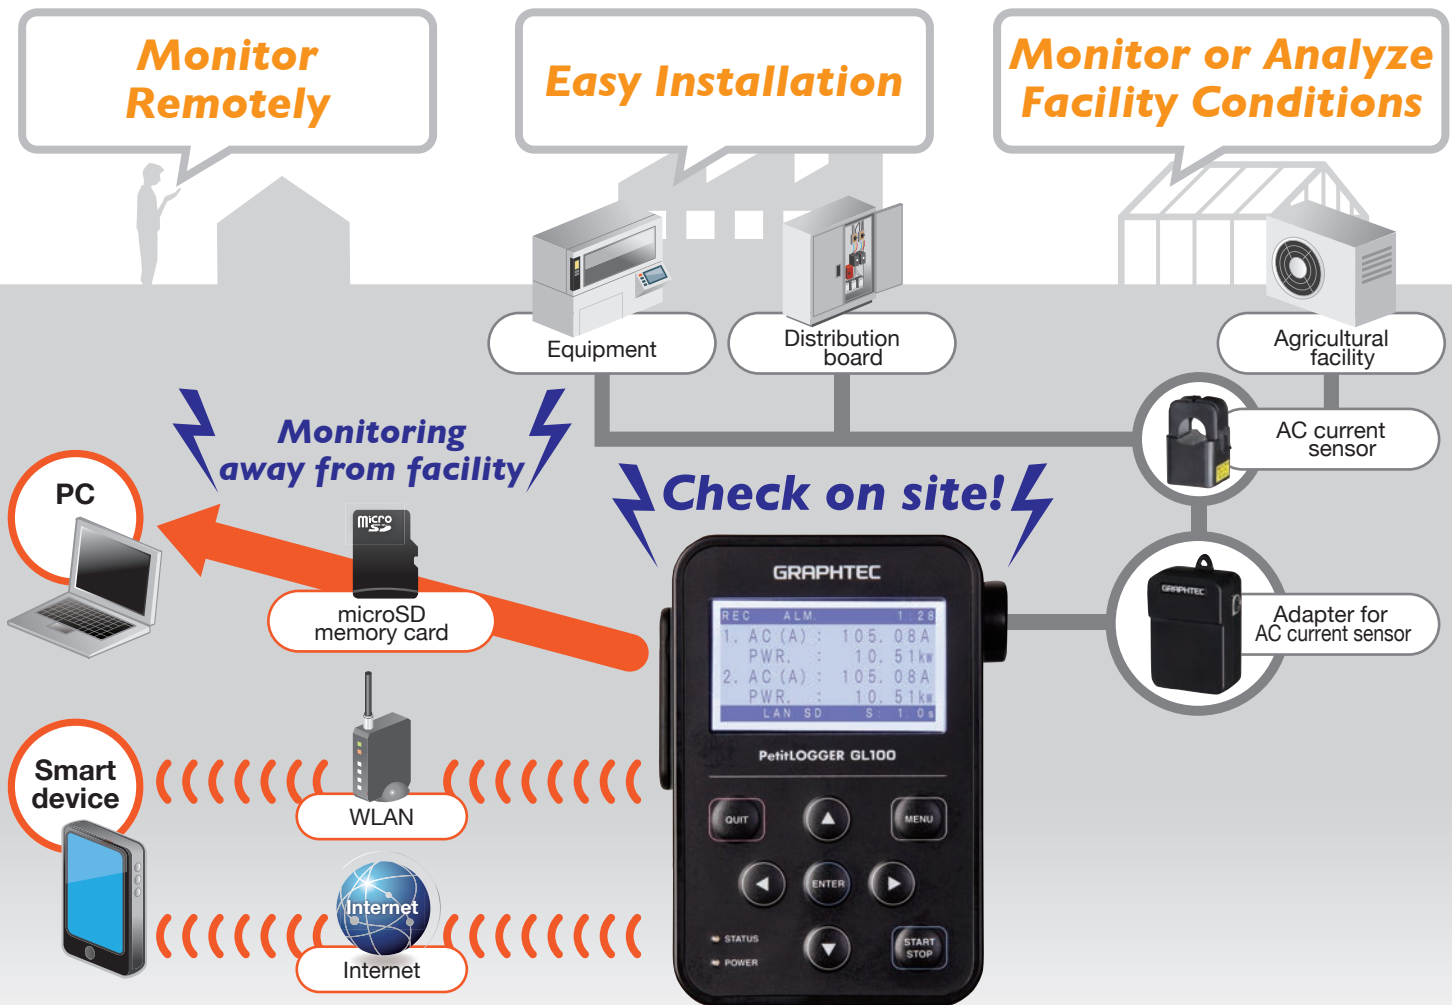 Monitor
Remotely
Easy Installation
Monitor or Analyze
Facility Conditions
Equipment
Distribution
board
Agricultural
facility
AC current
sensor
Monitoring
away from facility
Check on site!
PC
micro
SD
microSD
memory card
GRAPHTEC
REC ALM. 1:28
1. AC(A): 105.08A
PWR. : 10.51kw
2. AC(A): 105.08A
PWR. : 10.51kw
LAN SD S: 1.0s
PetitLOGGER GL100
GRAPHTEC
Adapter for
AC current sensor
Smart
device
WLAN
Internet
Internet
QUIT
MENU
ENTER
STATUS
POWER
START
STOP